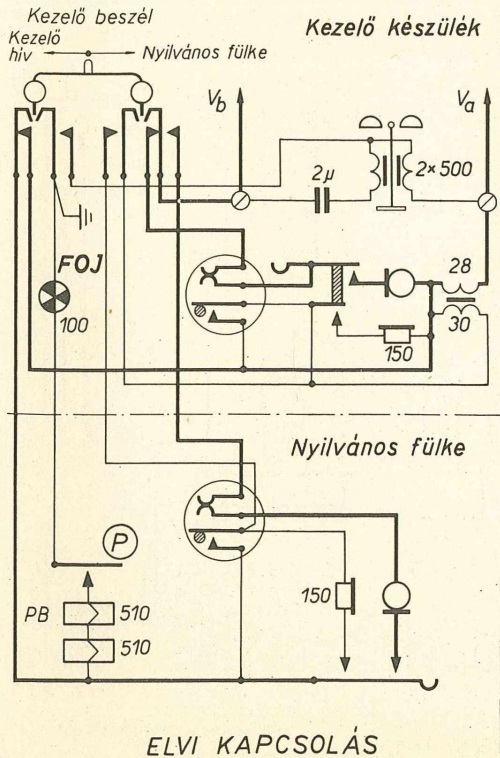 Kezelő beszél
Kezelő
hív
Nyilvános fülke
Kezelő készülék
Vb
Va
2μ
2×500
FOJ
100
28
30
150
Nyilvános fülke
P
PB
510
510
150
ELVI KAPCSOLÁS